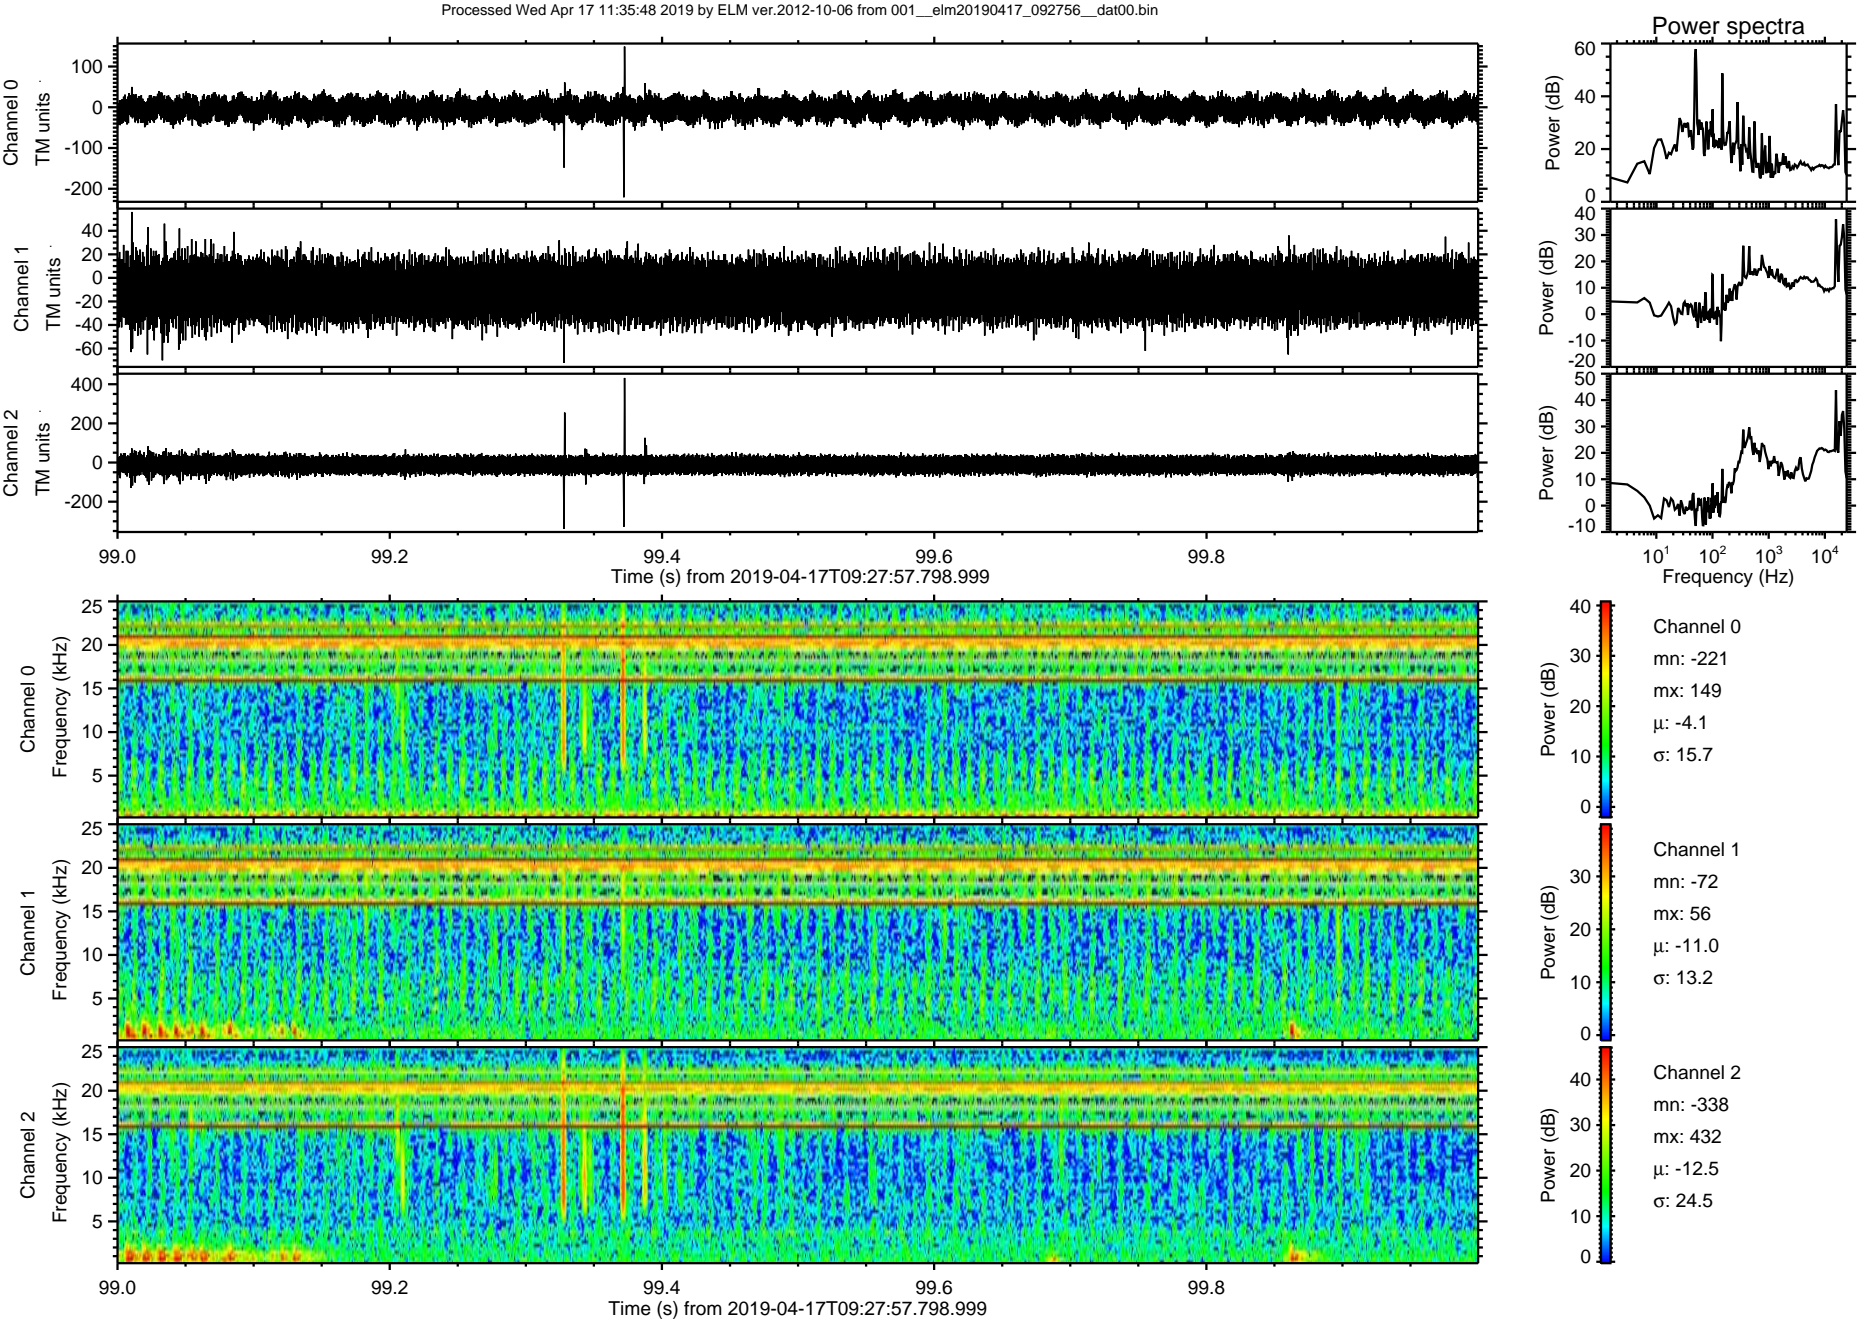 Processed Wed Apr 17 11:35:48 2019 by ELM ver.2012-10-06 from 001__elm20190417_092756__dat00.bin
Power spectra
Channel 0
TM units
100
0
-100
-200
Power (dB)
60
40
20
0
Channel 1
TM units
40
20
0
-20
-40
-60
Power (dB)
40
30
20
10
0
-10
-20
Channel 2
TM units
400
200
0
-200
Power (dB)
50
40
30
20
10
0
-10
99.0 99.2 99.4 99.6 99.8
Time (s) from 2019-04-17T09:27:57.798.999
10^1 10^2 10^3 10^4
Frequency (Hz)
Channel 0
Frequency (kHz)
25
20
15
10
5
Power (dB)
40
30
20
10
0
Channel 0
mn: -221
mx: 149
μ: -4.1
σ: 15.7
Channel 1
Frequency (kHz)
25
20
15
10
5
Power (dB)
30
20
10
0
Channel 1
mn: -72
mx: 56
μ: -11.0
σ: 13.2
Channel 2
Frequency (kHz)
25
20
15
10
5
Power (dB)
40
30
20
10
0
Channel 2
mn: -338
mx: 432
μ: -12.5
σ: 24.5
99.0 99.2 99.4 99.6 99.8
Time (s) from 2019-04-17T09:27:57.798.999